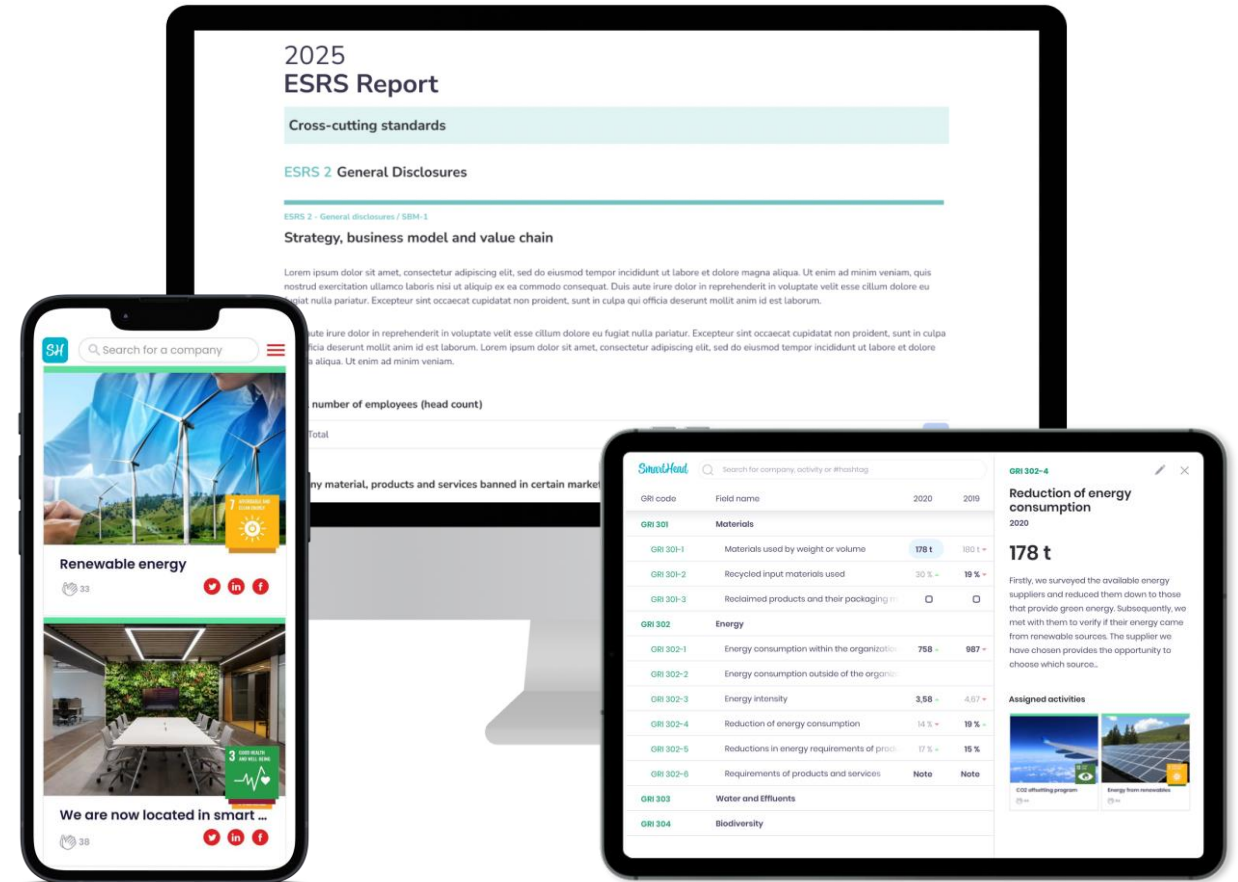 2025
ESRS Report
Cross-cutting standards
ESRS 2 General Disclosures
ESRS 2 - General disclosures / SBM-1
Strategy, business model and value chain
Lorem ipsum dolor sit amet, consectetur adipiscing elit, sed do eiusmod tempor incididunt ut labore et dolore magna aliqua. Ut enim ad minim veniam, quis
nostrud exercitation ullamco laboris nisi ut aliquip ex ea commodo consequat. Duis aute irure dolor in reprehenderit in voluptate velit esse cillum dolore eu
fugiat nulla pariatur. Excepteur sint occaecat cupidatat non proident, sunt in culpa qui officia deserunt mollit anim id est laborum.
aute irure dolor in reprehenderit in voluptate velit esse cillum dolore eu fugiat nulla pariatur. Excepteur sint occaecat cupidatat non proident, sunt in culpa
deserunt mollit anim id est laborum. Lorem ipsum dolor sit amet, consectetur adipiscing elit, sed do eiusmod tempor incididunt ut labore et dolore
aliqua. Ut enim ad minim veniam.
number of employees (head count)
Total
material, products and services banned in certain
SH
Search for a company
7 AFFORDABLE AND
CLEAN ENERGY
Renewable energy
33
3 GOOD HEALTH
AND WELL-BEING
We are now located in smart ...
38
SmartHead
Search for company, activity or #hashtag
GRI code Field name 2020 2019
GRI 301 Materials
GRI 301-1 Materials used by weight or volume 178 t 180 t
GRI 301-2 Recycled input materials used 30 % 19 %
GRI 301-3 Reclaimed products and their packaging
GRI 302 Energy
GRI 302-1 Energy consumption within the 758 987
GRI 302-2 Energy consumption outside of the
GRI 302-3 Energy intensity 3,58 4,67
GRI 302-4 Reduction of energy consumption 14 % 19 %
GRI 302-5 Reductions in energy requirements of 17 % 15 %
GRI 302-6 Requirements of products and services Note Note
GRI 303 Water and Effluents
GRI 304 Biodiversity
GRI 302-4
Reduction of energy
consumption
2020
178 t
Firstly, we surveyed the available energy
suppliers and reduced them down to those
that provide green energy. Subsequently, we
met with them to verify if their energy came
from renewable sources. The supplier we
have chosen provides the opportunity to
choose which source...
Assigned activities
CO2 offsetting program
Energy from renewables